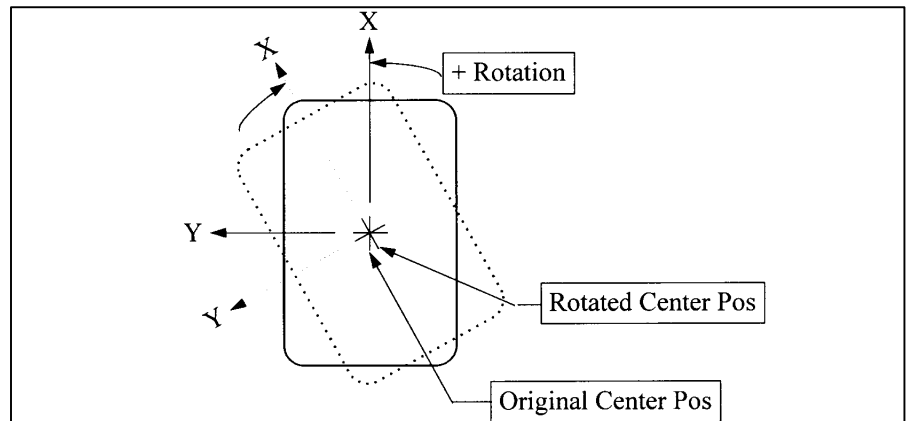 X
X
+ Rotation
Y
Y
Rotated Center Pos
Original Center Pos